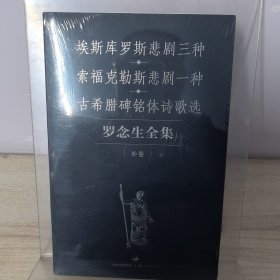 埃斯库罗斯悲剧三种
索福克勒斯悲剧一种
古希腊碑铭体诗歌选
罗念生全集
补卷